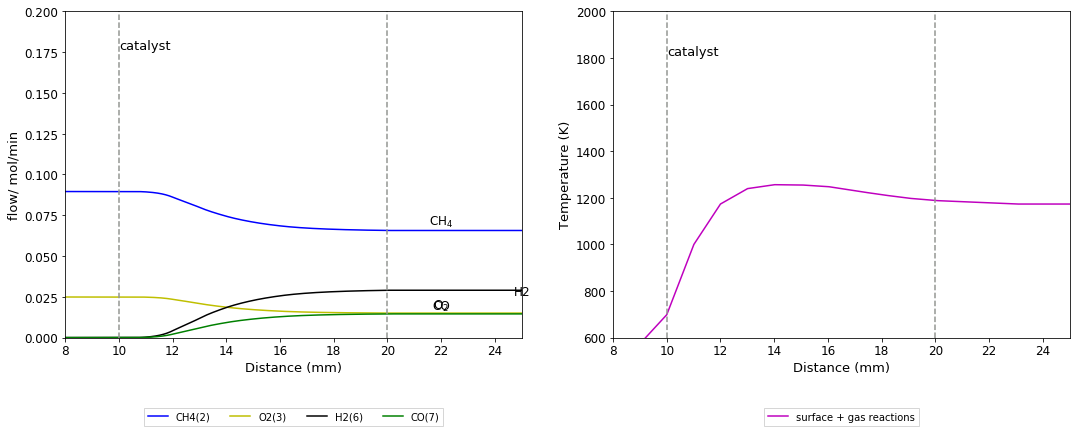 0.200
0.175
0.150
0.125
0.100
0.075
0.050
0.025
0.000
flow/ mol/min
catalyst
CH₄
H2
O₂
CO
8 10 12 14 16 18 20 22 24
Distance (mm)
CH4(2) O2(3) H2(6) CO(7)
2000
1800
1600
1400
1200
1000
800
600
Temperature (K)
catalyst
8 10 12 14 16 18 20 22 24
Distance (mm)
surface + gas reactions